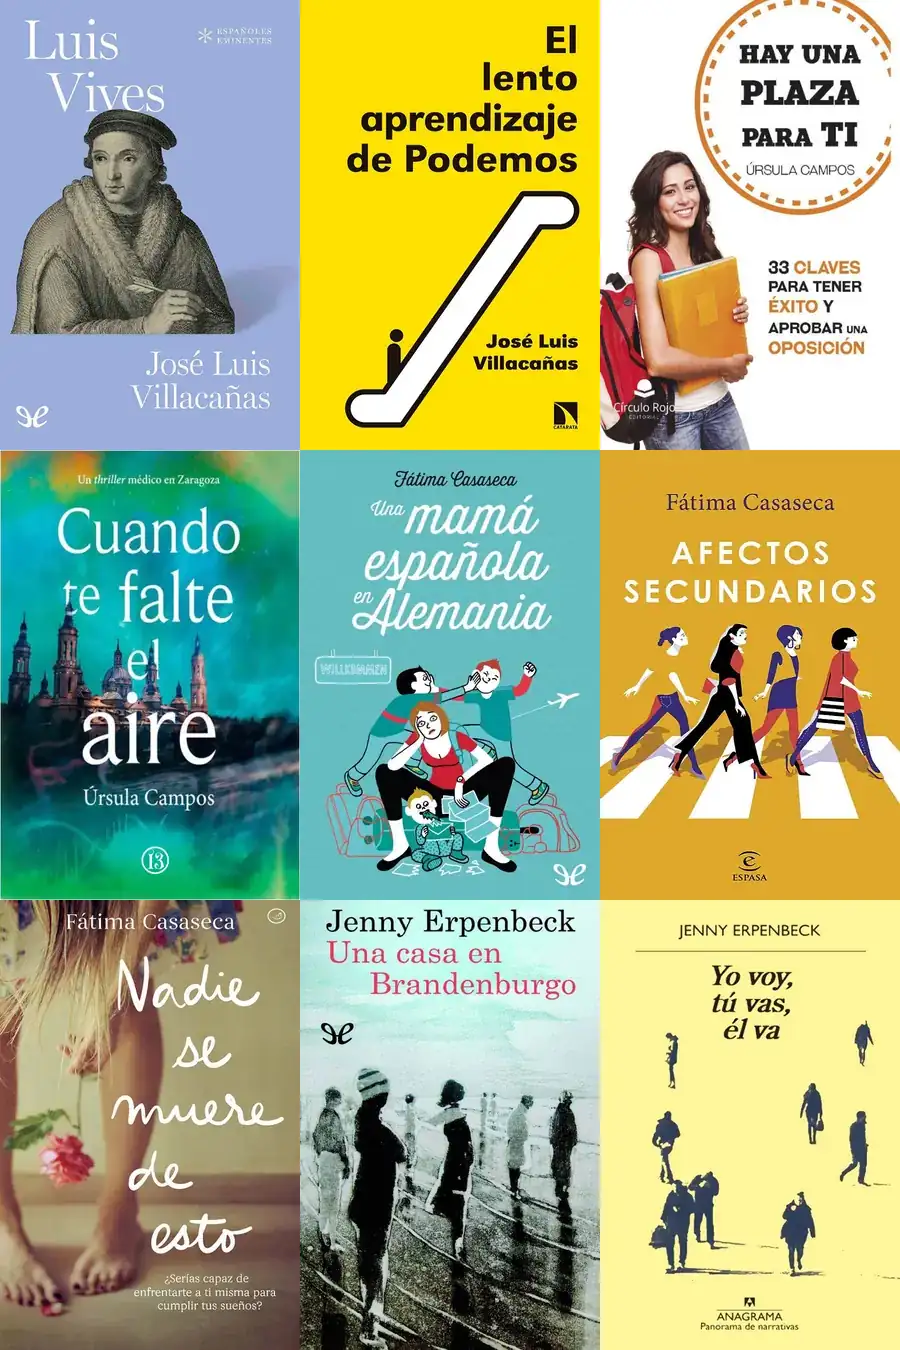 Luis
Vives
ESPAÑOLES
EMINENTES
José Luis
Villacañas
El
lento
aprendizaje
de Podemos
José Luis
Villacañas
CATARATA
HAY UNA
PLAZA
PARA TI
ÚRSULA CAMPOS
33 CLAVES
PARA TENER
ÉXITO Y
APROBAR UNA
OPOSICIÓN
Círculo Rojo
EDITORIAL
Un thriller médico en Zaragoza
Cuando
te falte
el
aire
Úrsula Campos
13
Fátima Casaseca
Una mamá
española
en Alemania
WILLKOMMEN
Fátima Casaseca
AFECTOS
SECUNDARIOS
ESPASA
Fátima Casaseca
Nadie
se
muere
de
esto
¿Serías capaz de
enfrentarte a ti misma para
cumplir tus sueños?
Jenny Erpenbeck
Una casa en
Brandenburgo
JENNY ERPENBECK
Yo voy,
tú vas,
él va
ANAGRAMA
Panorama de narrativas